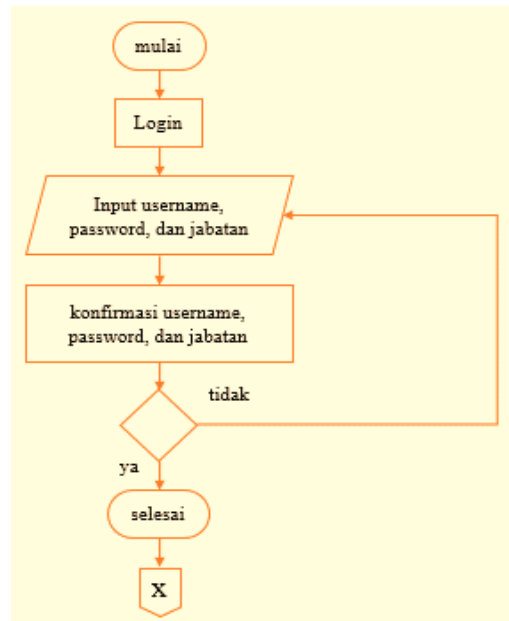 mulai
Login
Input username,
password, dan jabatan
konfirmasi username,
password, dan jabatan
tidak
ya
selesai
X